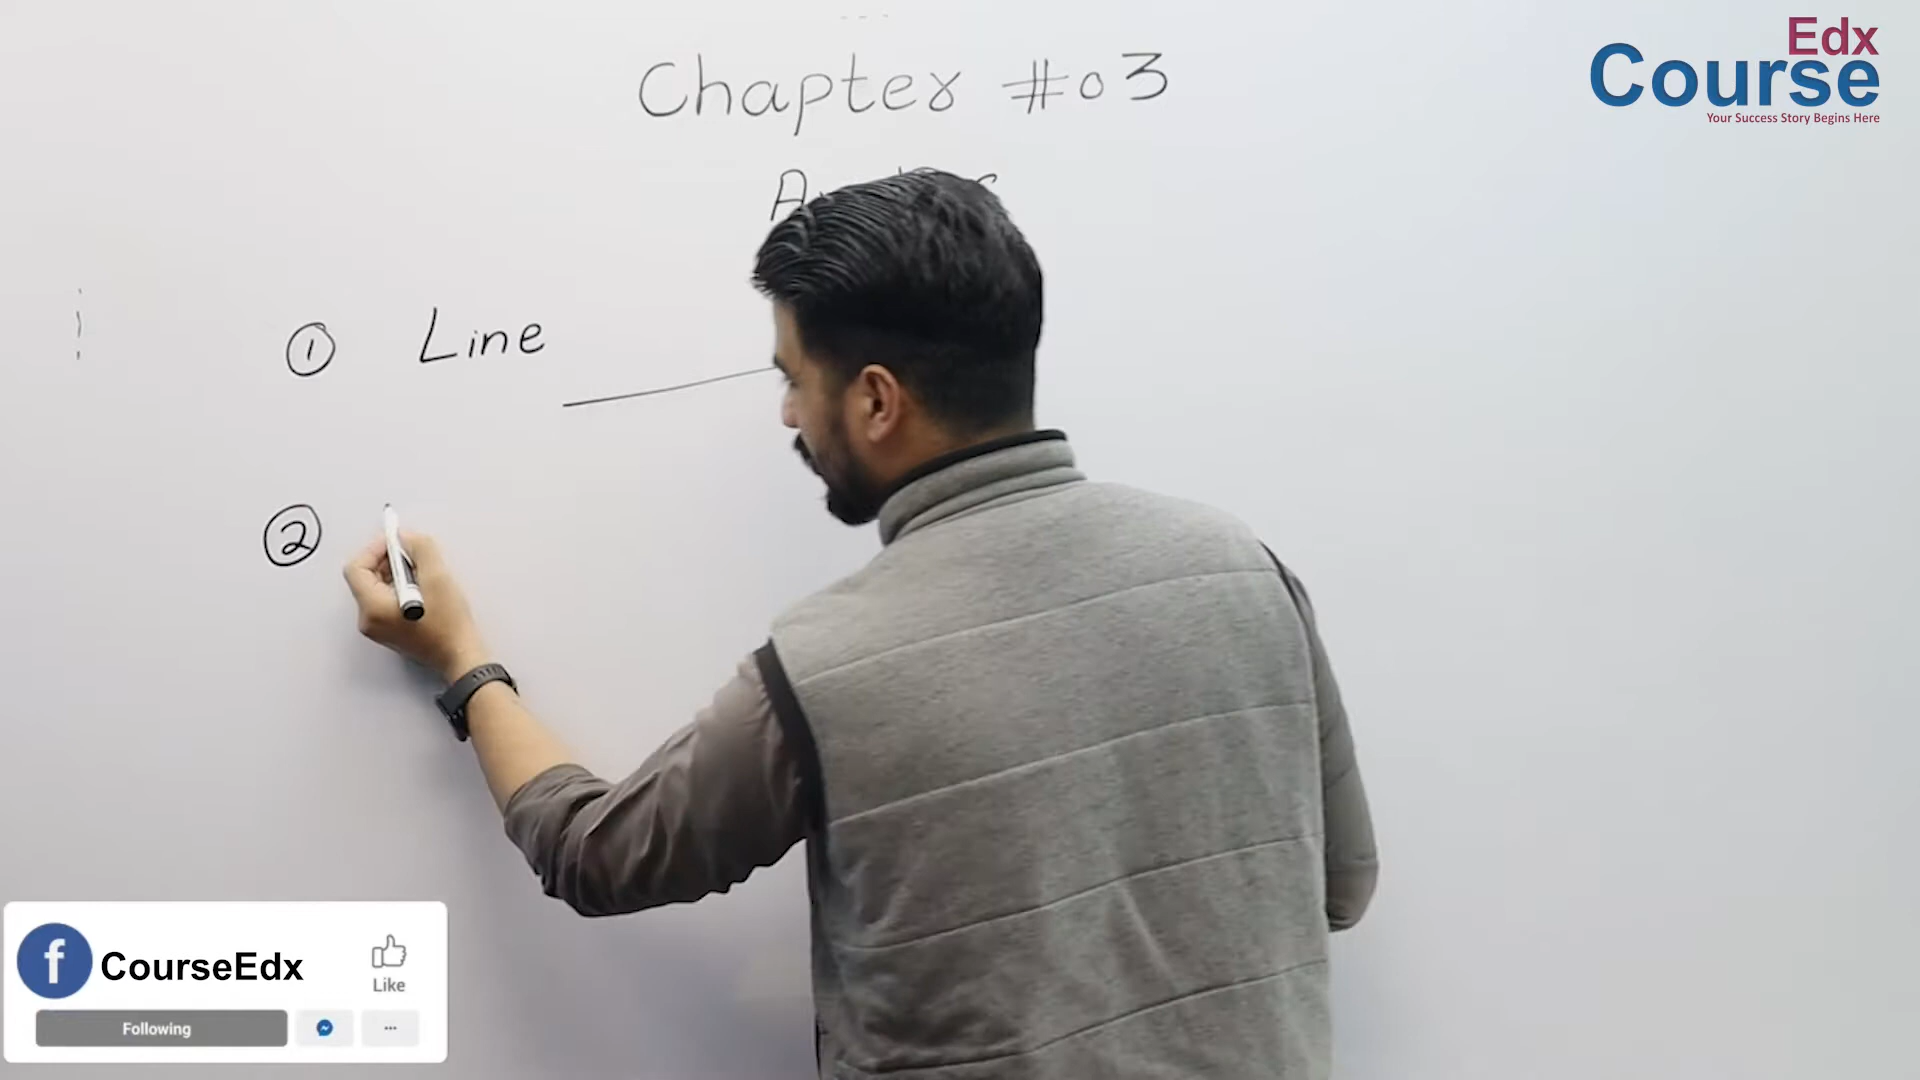 Edx
Course
Your Success Story Begins Here
Chapter #03
① Line
②
CourseEdx
Like
Following